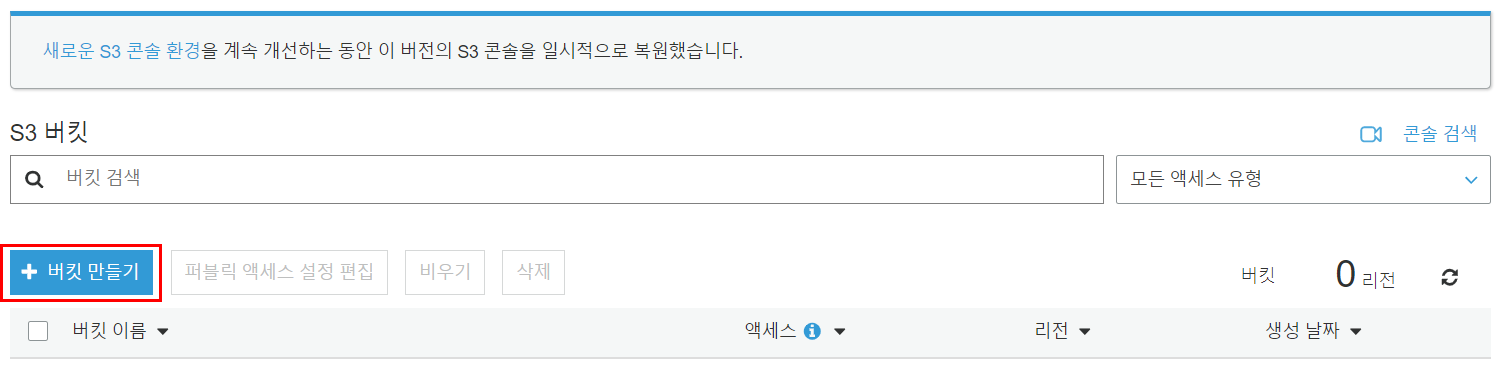 새로운 S3 콘솔 환경을 계속 개선하는 동안 이 버전의 S3 콘솔을 일시적으로 복원했습니다.
S3 버킷
콘솔 검색
버킷 검색
모든 액세스 유형
버킷 만들기
퍼블릭 액세스 설정 편집
비우기
삭제
버킷
0 리전
버킷 이름
액세스
리전
생성 날짜